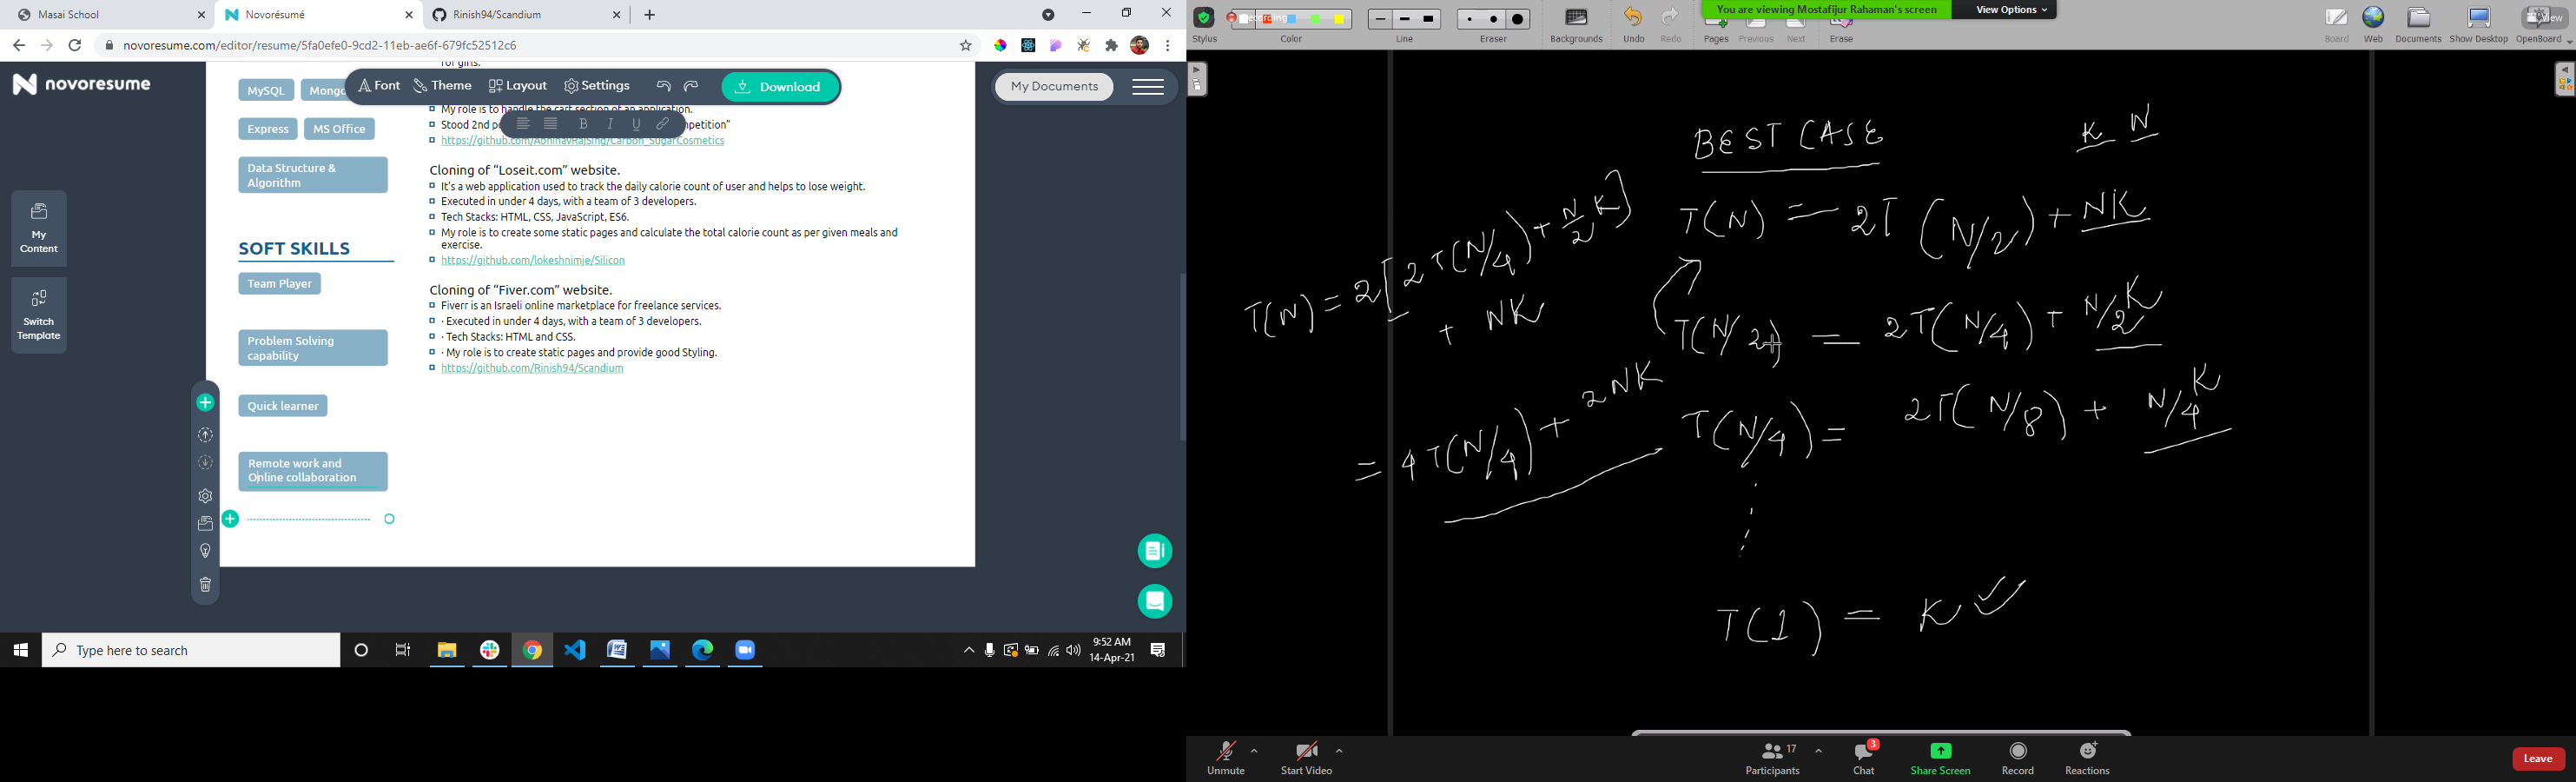 Masai School
Novorésumé
Rinish94/Scandium
novoresume.com/editor/resume/5fa0efe0-9cd2-11eb-ae6f-679fc52512c6
novoresume
Font
Theme
Layout
Settings
Download
My Documents
My
Content
Switch
Template
MySQL
Express
MS Office
Data Structure &
Algorithm
SOFT SKILLS
Team Player
Problem Solving
capability
Quick learner
Remote work and
Online collaboration
for girls.
My role is to handle the cart section of an application.
Stood 2nd
https://github.com/AbhinavRajSing/Carbon_SugarCosmetics
Cloning of “Loseit.com” website.
It’s a web application used to track the daily calorie count of user and helps to lose weight.
Executed in under 4 days, with a team of 3 developers.
Tech Stacks: HTML, CSS, JavaScript, ES6.
My role is to create some static pages and calculate the total calorie count as per given meals and
exercise.
https://github.com/lokeshnimje/Silicon
Cloning of “Fiver.com” website.
Fiverr is an Israeli online marketplace for freelance services.
· Executed in under 4 days, with a team of 3 developers.
· Tech Stacks: HTML and CSS.
· My role is to create static pages and provide good Styling.
https://github.com/Rinish94/Scandium
Type here to search
9:52 AM
14-Apr-21
You are viewing Mostafijur Rahaman's screen
View Options
View
Recording
Stylus
Color
Line
Eraser
Backgrounds
Undo
Redo
Pages
Previous
Next
Erase
Board
Web
Documents
Show Desktop
OpenBoard
BEST CASE
K N
T(N) = 2T(N/2) + NK
T(N/2) = 2T(N/4) + N/2 K
T(N/4) = 2T(N/8) + N/4 K
T(1) = K
T(N) = 2[2T(N/4) + N/2 K]
+ NK
= 4T(N/4) + 2NK
Unmute
Start Video
Participants
17
Chat
3
Share Screen
Record
Reactions
Leave